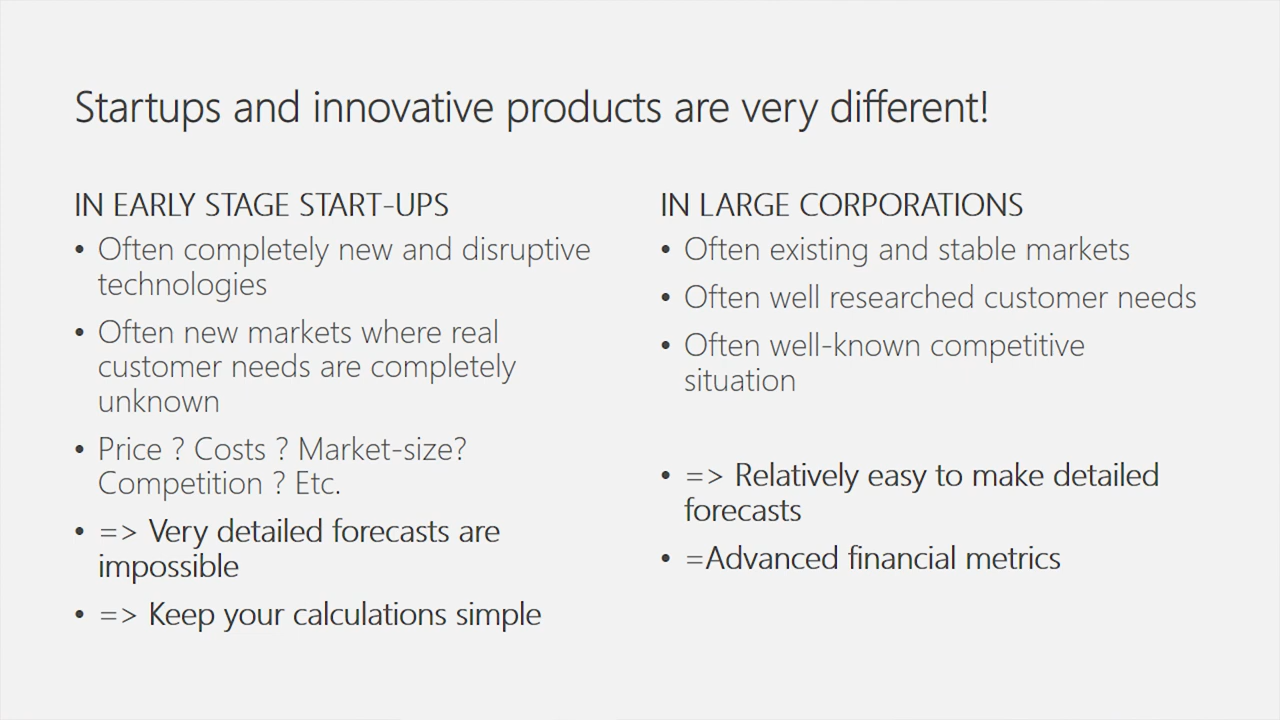 Startups and innovative products are very different!
IN EARLY STAGE START-UPS
• Often completely new and disruptive
technologies
• Often new markets where real
customer needs are completely
unknown
• Price ? Costs ? Market-size?
Competition ? Etc.
• => Very detailed forecasts are
impossible
• => Keep your calculations simple
IN LARGE CORPORATIONS
• Often existing and stable markets
• Often well researched customer needs
• Often well-known competitive
situation
• => Relatively easy to make detailed
forecasts
• =Advanced financial metrics